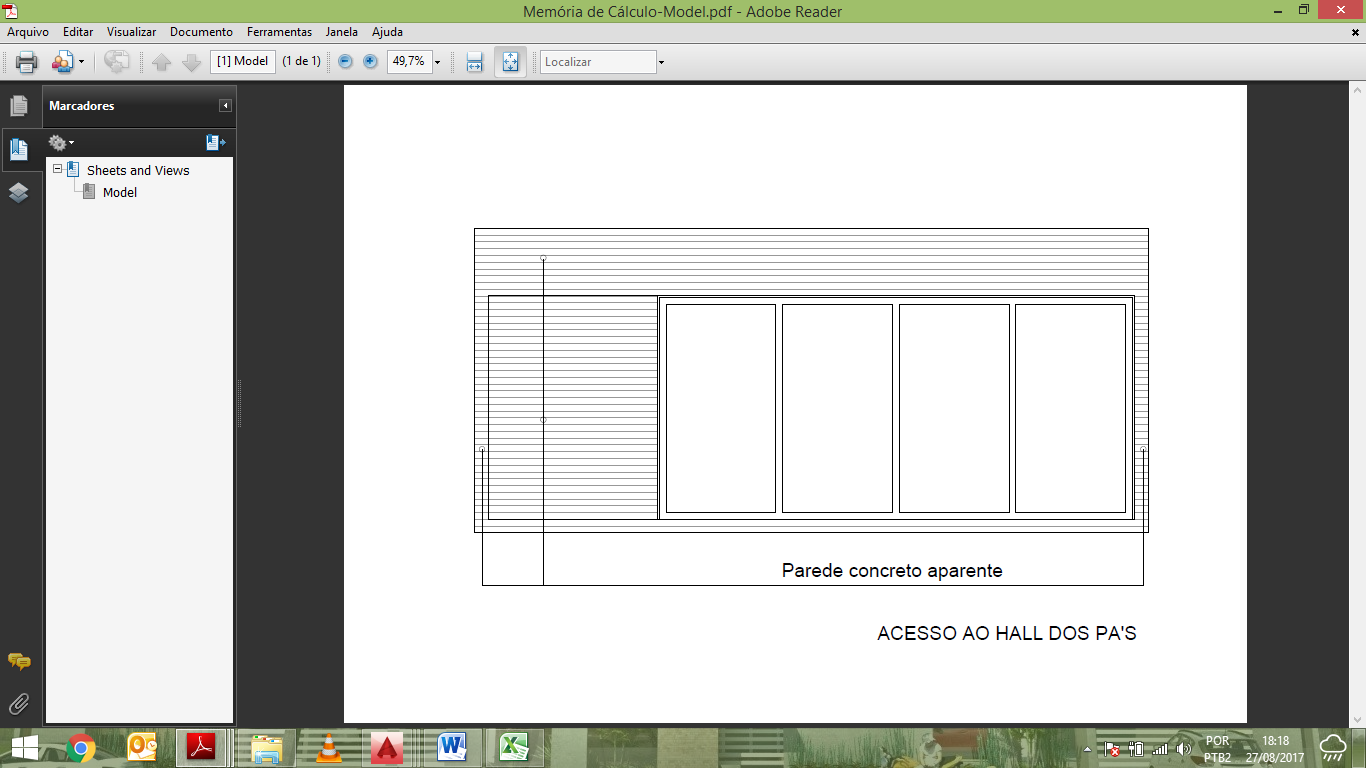 Memória de Cálculo-Model.pdf - Adobe Reader
Arquivo Editar Visualizar Documento Ferramentas Janela Ajuda
[1] Model (1 de 1) 49,7% Localizar
Marcadores
Sheets and Views
Model
Parede concreto aparente
ACESSO AO HALL DOS PA'S
POR 18:18
PTB2 27/08/2017